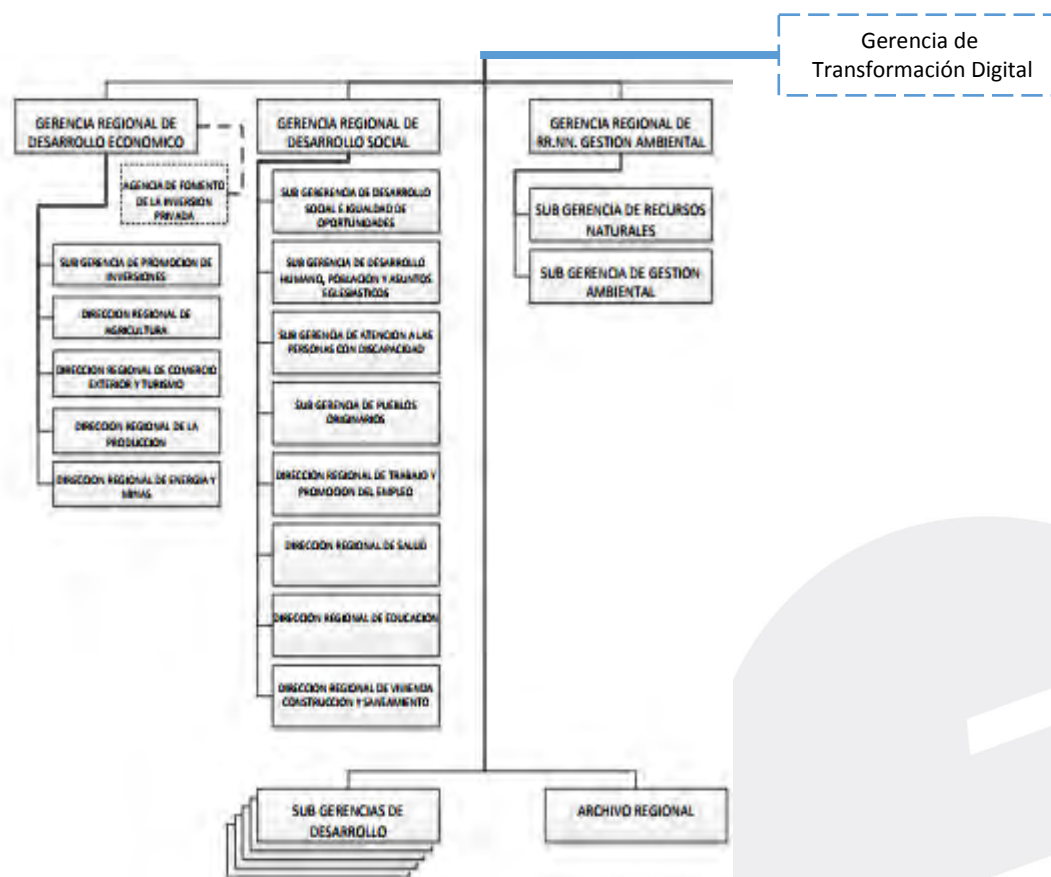 Gerencia de
Transformación Digital
GERENCIA REGIONAL DE
DESARROLLO ECONOMICO
AGENCIA DE FOMENTO
DE LA INVERSION
PRIVADA
SUB GERENCIA DE PROMOCION DE
INVERSIONES
DIRECCION REGIONAL DE
AGRICULTURA
DIRECCION REGIONAL DE COMERCIO
EXTERIOR Y TURISMO
DIRECCION REGIONAL DE LA
PRODUCCION
DIRECCION REGIONAL DE ENERGIA Y
MINAS
GERENCIA REGIONAL DE
DESARROLLO SOCIAL
SUB GERERENCIA DE DESARROLLO
SOCIAL E IGUALDAD DE
OPORTUNIDADES
SUB GERENCIA DE DESARROLLO
HUMANO, POBLACION Y ASUNTOS
EGLESIASTICOS
SUB GERENCIA DE ATENCION A LAS
PERSONAS CON DISCAPACIDAD
SUB GERENCIA DE PUEBLOS
ORIGINARIOS
DIRECCION REGIONAL DE TRABAJO Y
PROMOCION DEL EMPLEO
DIRECCIÓN REGIONAL DE SALUD
DIRECCIÓN REGIONAL DE EDUCACIÓN
DIRECCION REGIONAL DE VIVIENDA
CONSTRUCCION Y SANEAMIENTO
GERENCIA REGIONAL DE
RR.NN. GESTION AMBIENTAL
SUB GERENCIA DE RECURSOS
NATURALES
SUB GERENCIA DE GESTION
AMBIENTAL
SUB GERENCIAS DE
DESARROLLO
ARCHIVO REGIONAL